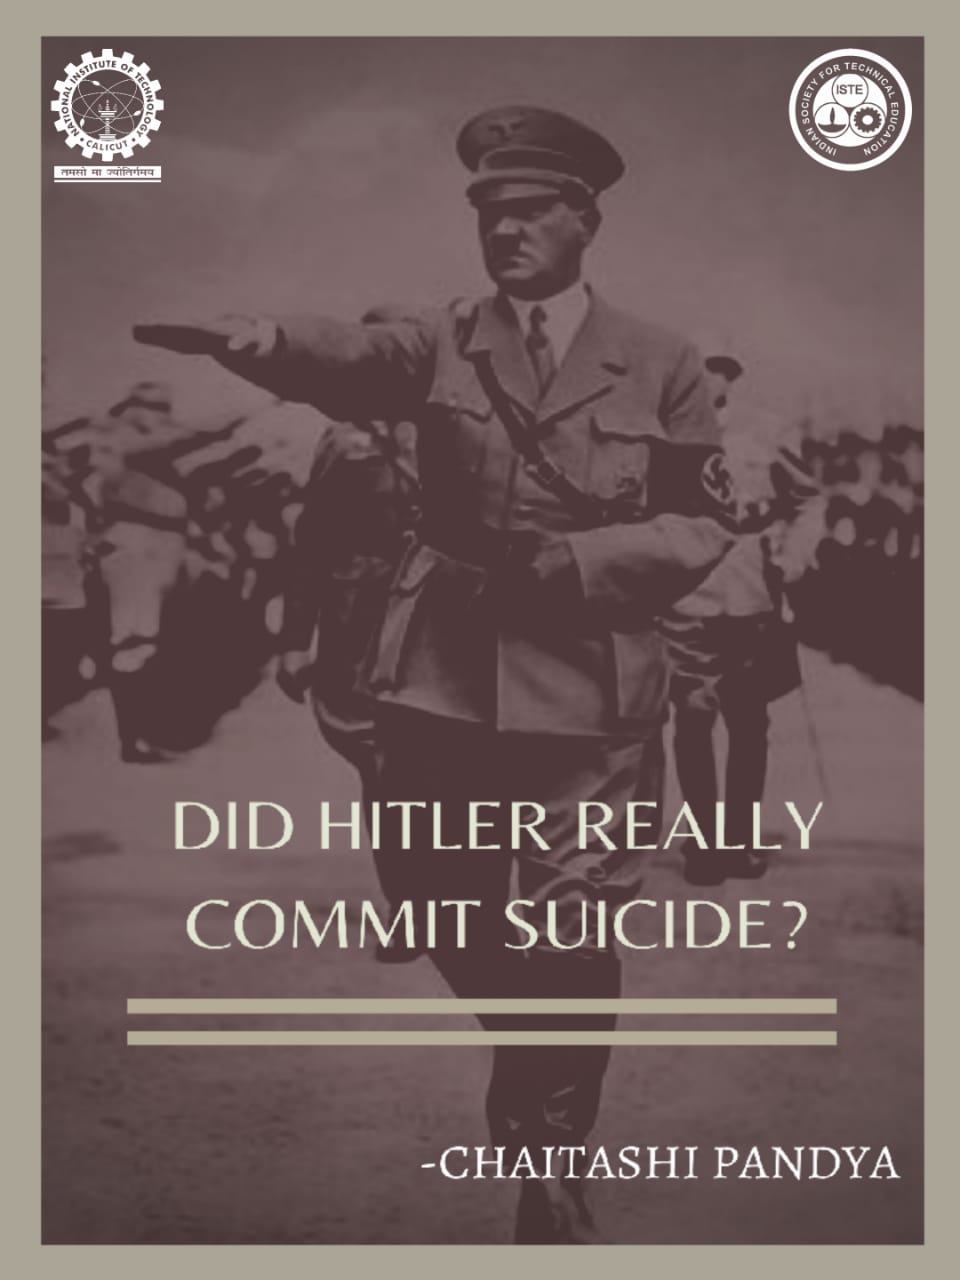 NATIONAL INSTITUTE OF TECHNOLOGY
CALICUT
तमसो मा ज्योतिर्गमय
INDIAN SOCIETY FOR TECHNICAL EDUCATION
ISTE
DID HITLER REALLY
COMMIT SUICIDE?
-CHAITASHI PANDYA